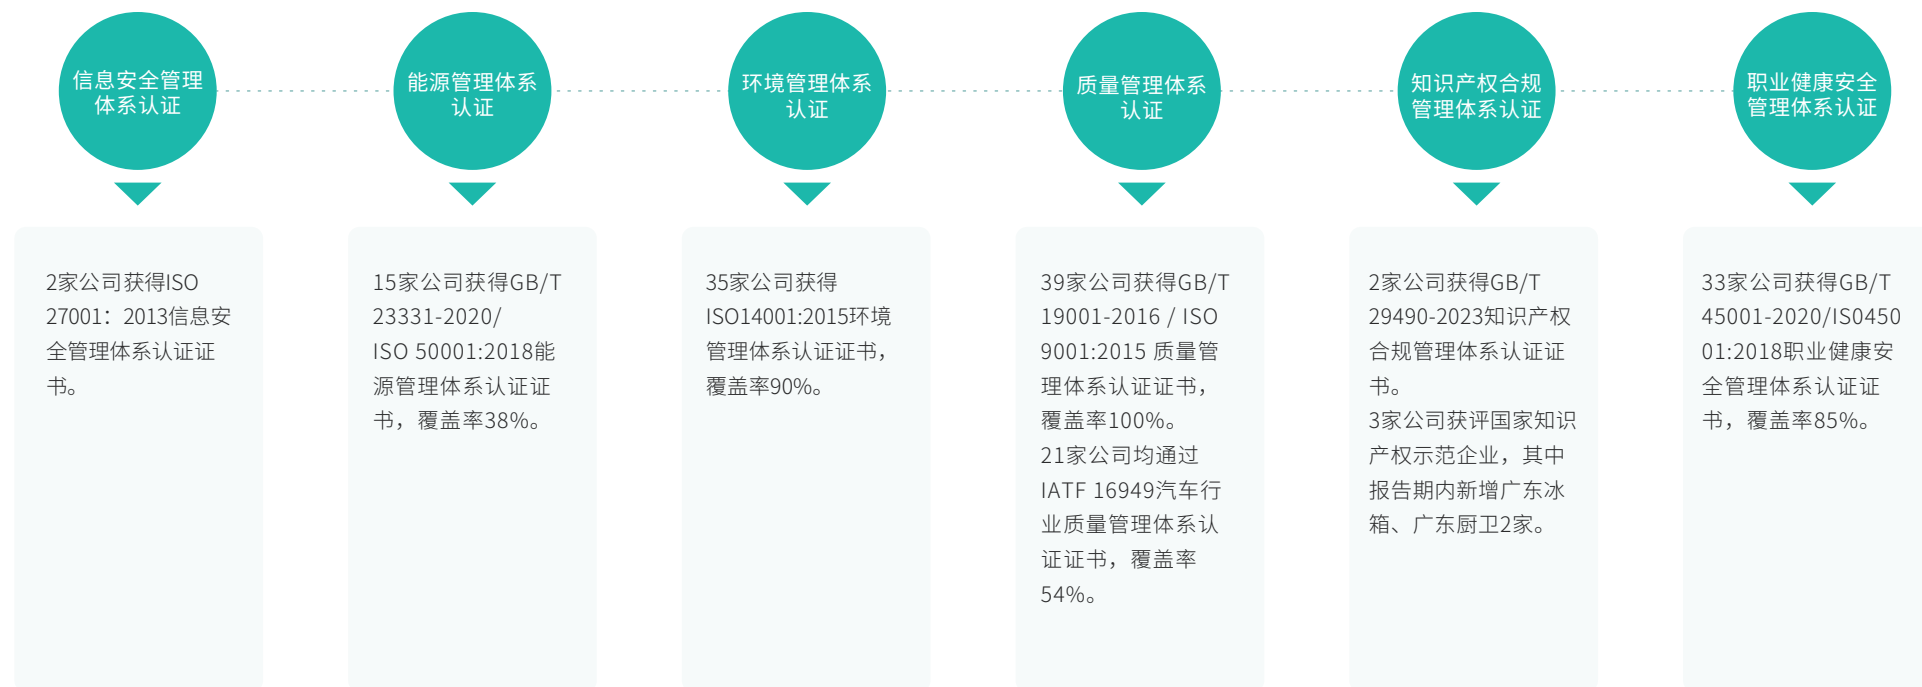 信息安全管理
体系认证
能源管理体系
认证
环境管理体系
认证
质量管理体系
认证
知识产权合规
管理体系认证
职业健康安全
管理体系认证
2家公司获得ISO
27001：2013信息安
全管理体系认证证
书。
15家公司获得GB/T
23331-2020/
ISO 50001:2018能
源管理体系认证证
书，覆盖率38%。
35家公司获得
ISO14001:2015环境
管理体系认证证书，
覆盖率90%。
39家公司获得GB/T
19001-2016 / ISO
9001:2015 质量管
理体系认证证书，
覆盖率100%。
21家公司均通过
IATF 16949汽车行
业质量管理体系认
证证书，覆盖率
54%。
2家公司获得GB/T
29490-2023知识产权
合规管理体系认证证
书。
3家公司获评国家知识
产权示范企业，其中
报告期内新增广东冰
箱、广东厨卫2家。
33家公司获得GB/T
45001-2020/IS0450
01:2018职业健康安
全管理体系认证证
书，覆盖率85%。